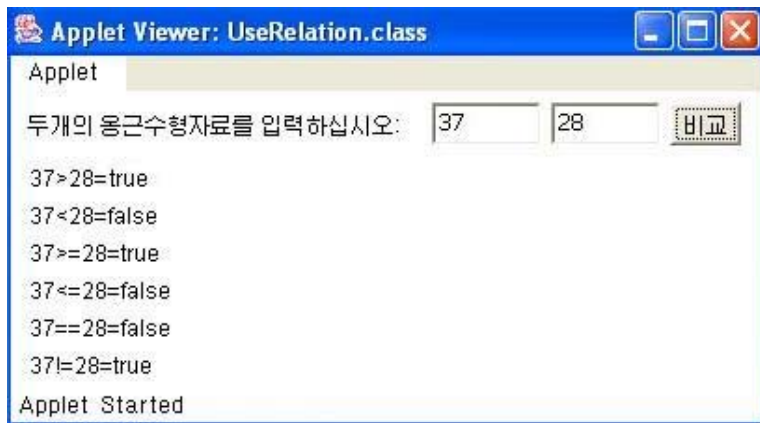 Applet Viewer: UseRelation.class
Applet
두개의 옹근수형자료를 입력하십시오: 37 28 비교
37>28=true
37<28=false
37>=28=true
37<=28=false
37==28=false
37!=28=true
Applet Started